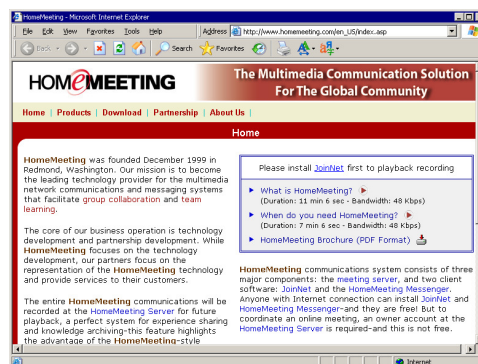 HomeMeeting - Microsoft Internet Explorer
File Edit View Favorites Tools Help
Address http://www.homemeeting.com/en_US/index.asp
Back Search Favorites
HOMEMEETING
The Multimedia Communication Solution
For The Global Community
Home | Products | Download | Partnership | About Us |
Home
HomeMeeting was founded December 1999 in
Redmond, Washington. Our mission is to become
the leading technology provider for the multimedia
network communications and messaging systems
that facilitate group collaboration and team
learning.
The core of our business operation is technology
development and partnership development. While
HomeMeeting focuses on the technology
development, our partners focus on the
representation of the HomeMeeting technology
and provide services to their customers.
The entire HomeMeeting communications will be
recorded at the HomeMeeting Server for future
playback, a perfect system for experience sharing
and knowledge archiving-this feature highlights
the advantage of the HomeMeeting-style
Please install JoinNet first to playback recording
What is HomeMeeting?
(Duration: 11 min 6 sec - Bandwidth: 48 Kbps)
When do you need HomeMeeting?
(Duration: 7 min 6 sec - Bandwidth: 48 Kbps)
HomeMeeting Brochure (PDF Format)
HomeMeeting communications system consists of three
major components: the meeting server, and two client
software: JoinNet and the HomeMeeting Messenger.
Anyone with Internet connection can install JoinNet and
HomeMeeting Messenger-and they are free! But to
coordinate an online meeting, an owner account at the
HomeMeeting Server is required-and this is not free.
Internet